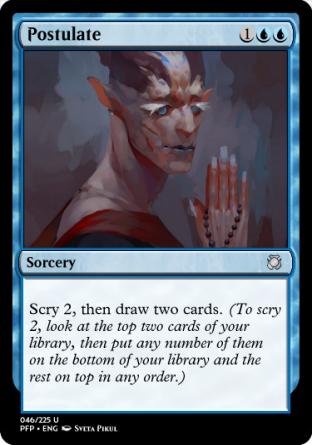 Postulate 1
Sorcery
Scry 2, then draw two cards. (To scry
2, look at the top two cards of your
library, then put any number of them
on the bottom of your library and the
rest on top in any order.)
046/225 U
PFP • ENG Sveta Pikul